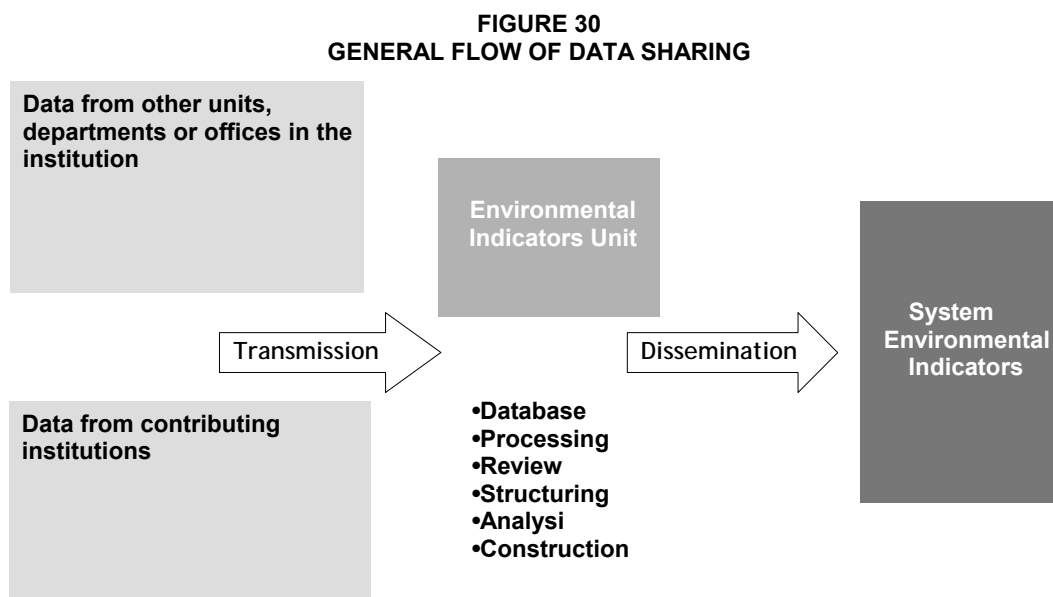 FIGURE 30
GENERAL FLOW OF DATA SHARING
Data from other units,
departments or offices in the
institution
Environmental
Indicators Unit
System
Environmental
Indicators
Transmission
Dissemination
Data from contributing
institutions
•Database
•Processing
•Review
•Structuring
•Analysi
•Construction